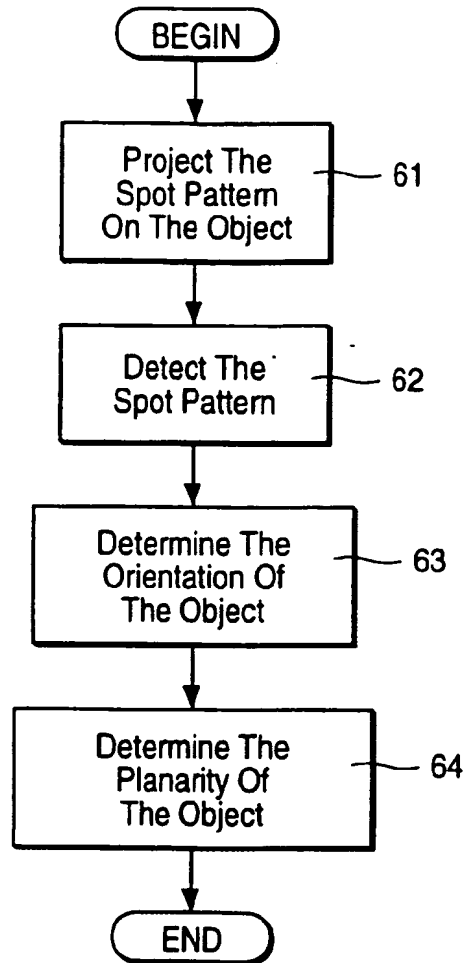 BEGIN
Project The
Spot Pattern
On The Object
61
Detect The
Spot Pattern
62
Determine The
Orientation Of
The Object
63
Determine The
Planarity Of
The Object
64
END